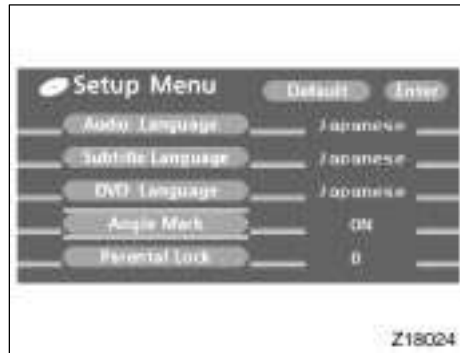 Setup Menu Default Enter
Audio Language Japanese
Subtitle Language Japanese
DVD Language Japanese
Angle Mark ON
Parental Lock 0
Z18024